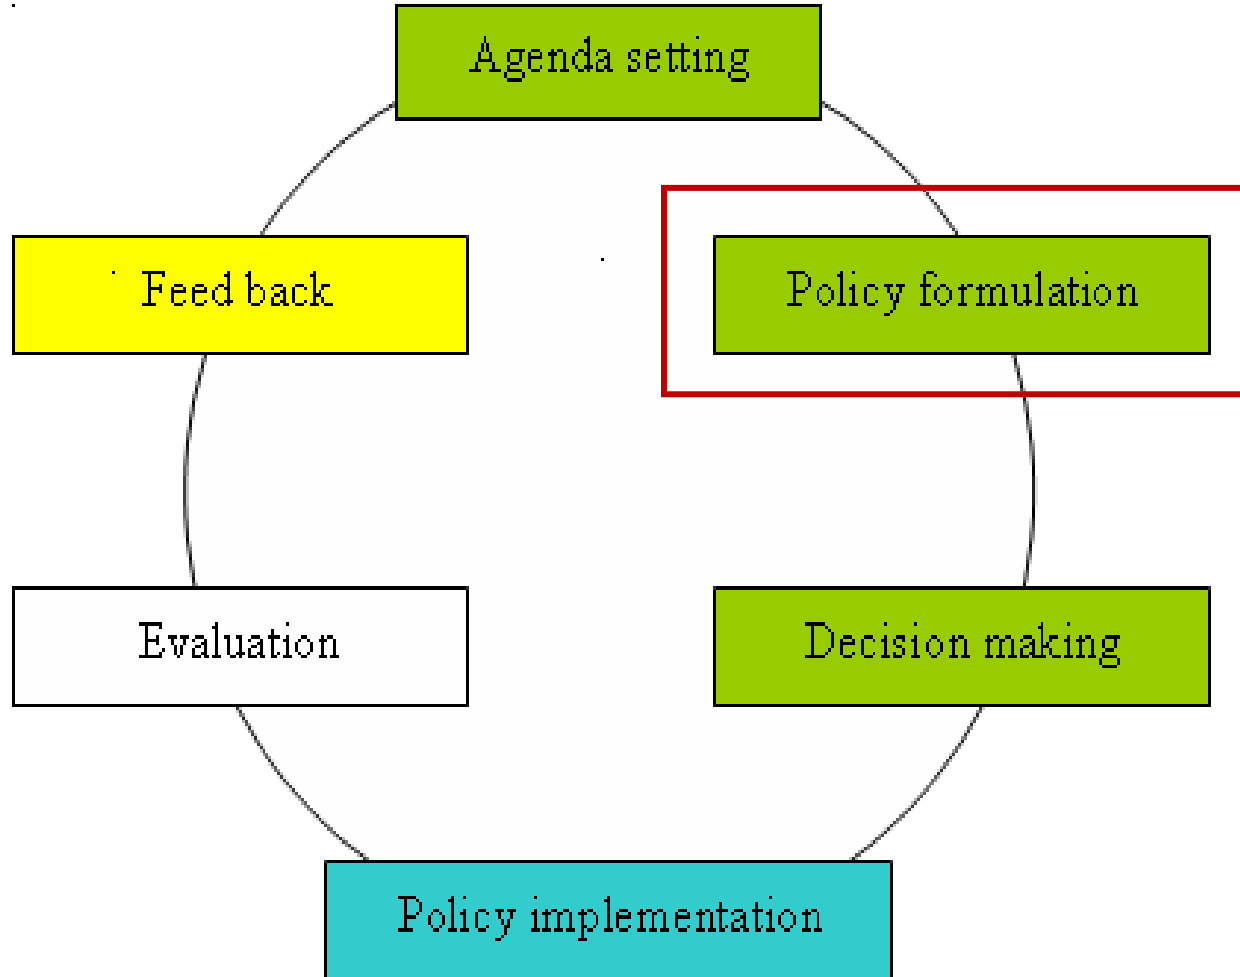 Agenda setting
Feed back
Policy formulation
Evaluation
Decision making
Policy implementation